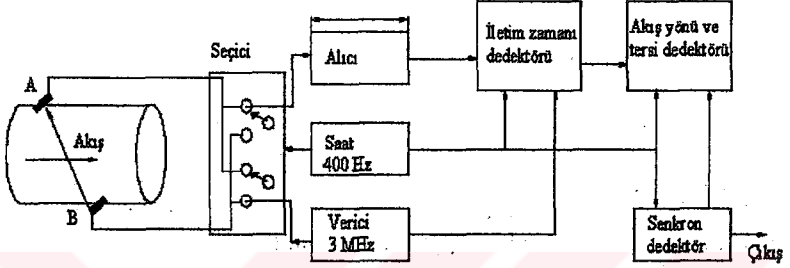 Seçici
A
Akış
B
Alıcı
Saat
400 Hz
Verici
3 MHz
İletim zamanı
dedektörü
Akış yönü ve
tersi dedektörü
Senkron
dedektör
Çıkış